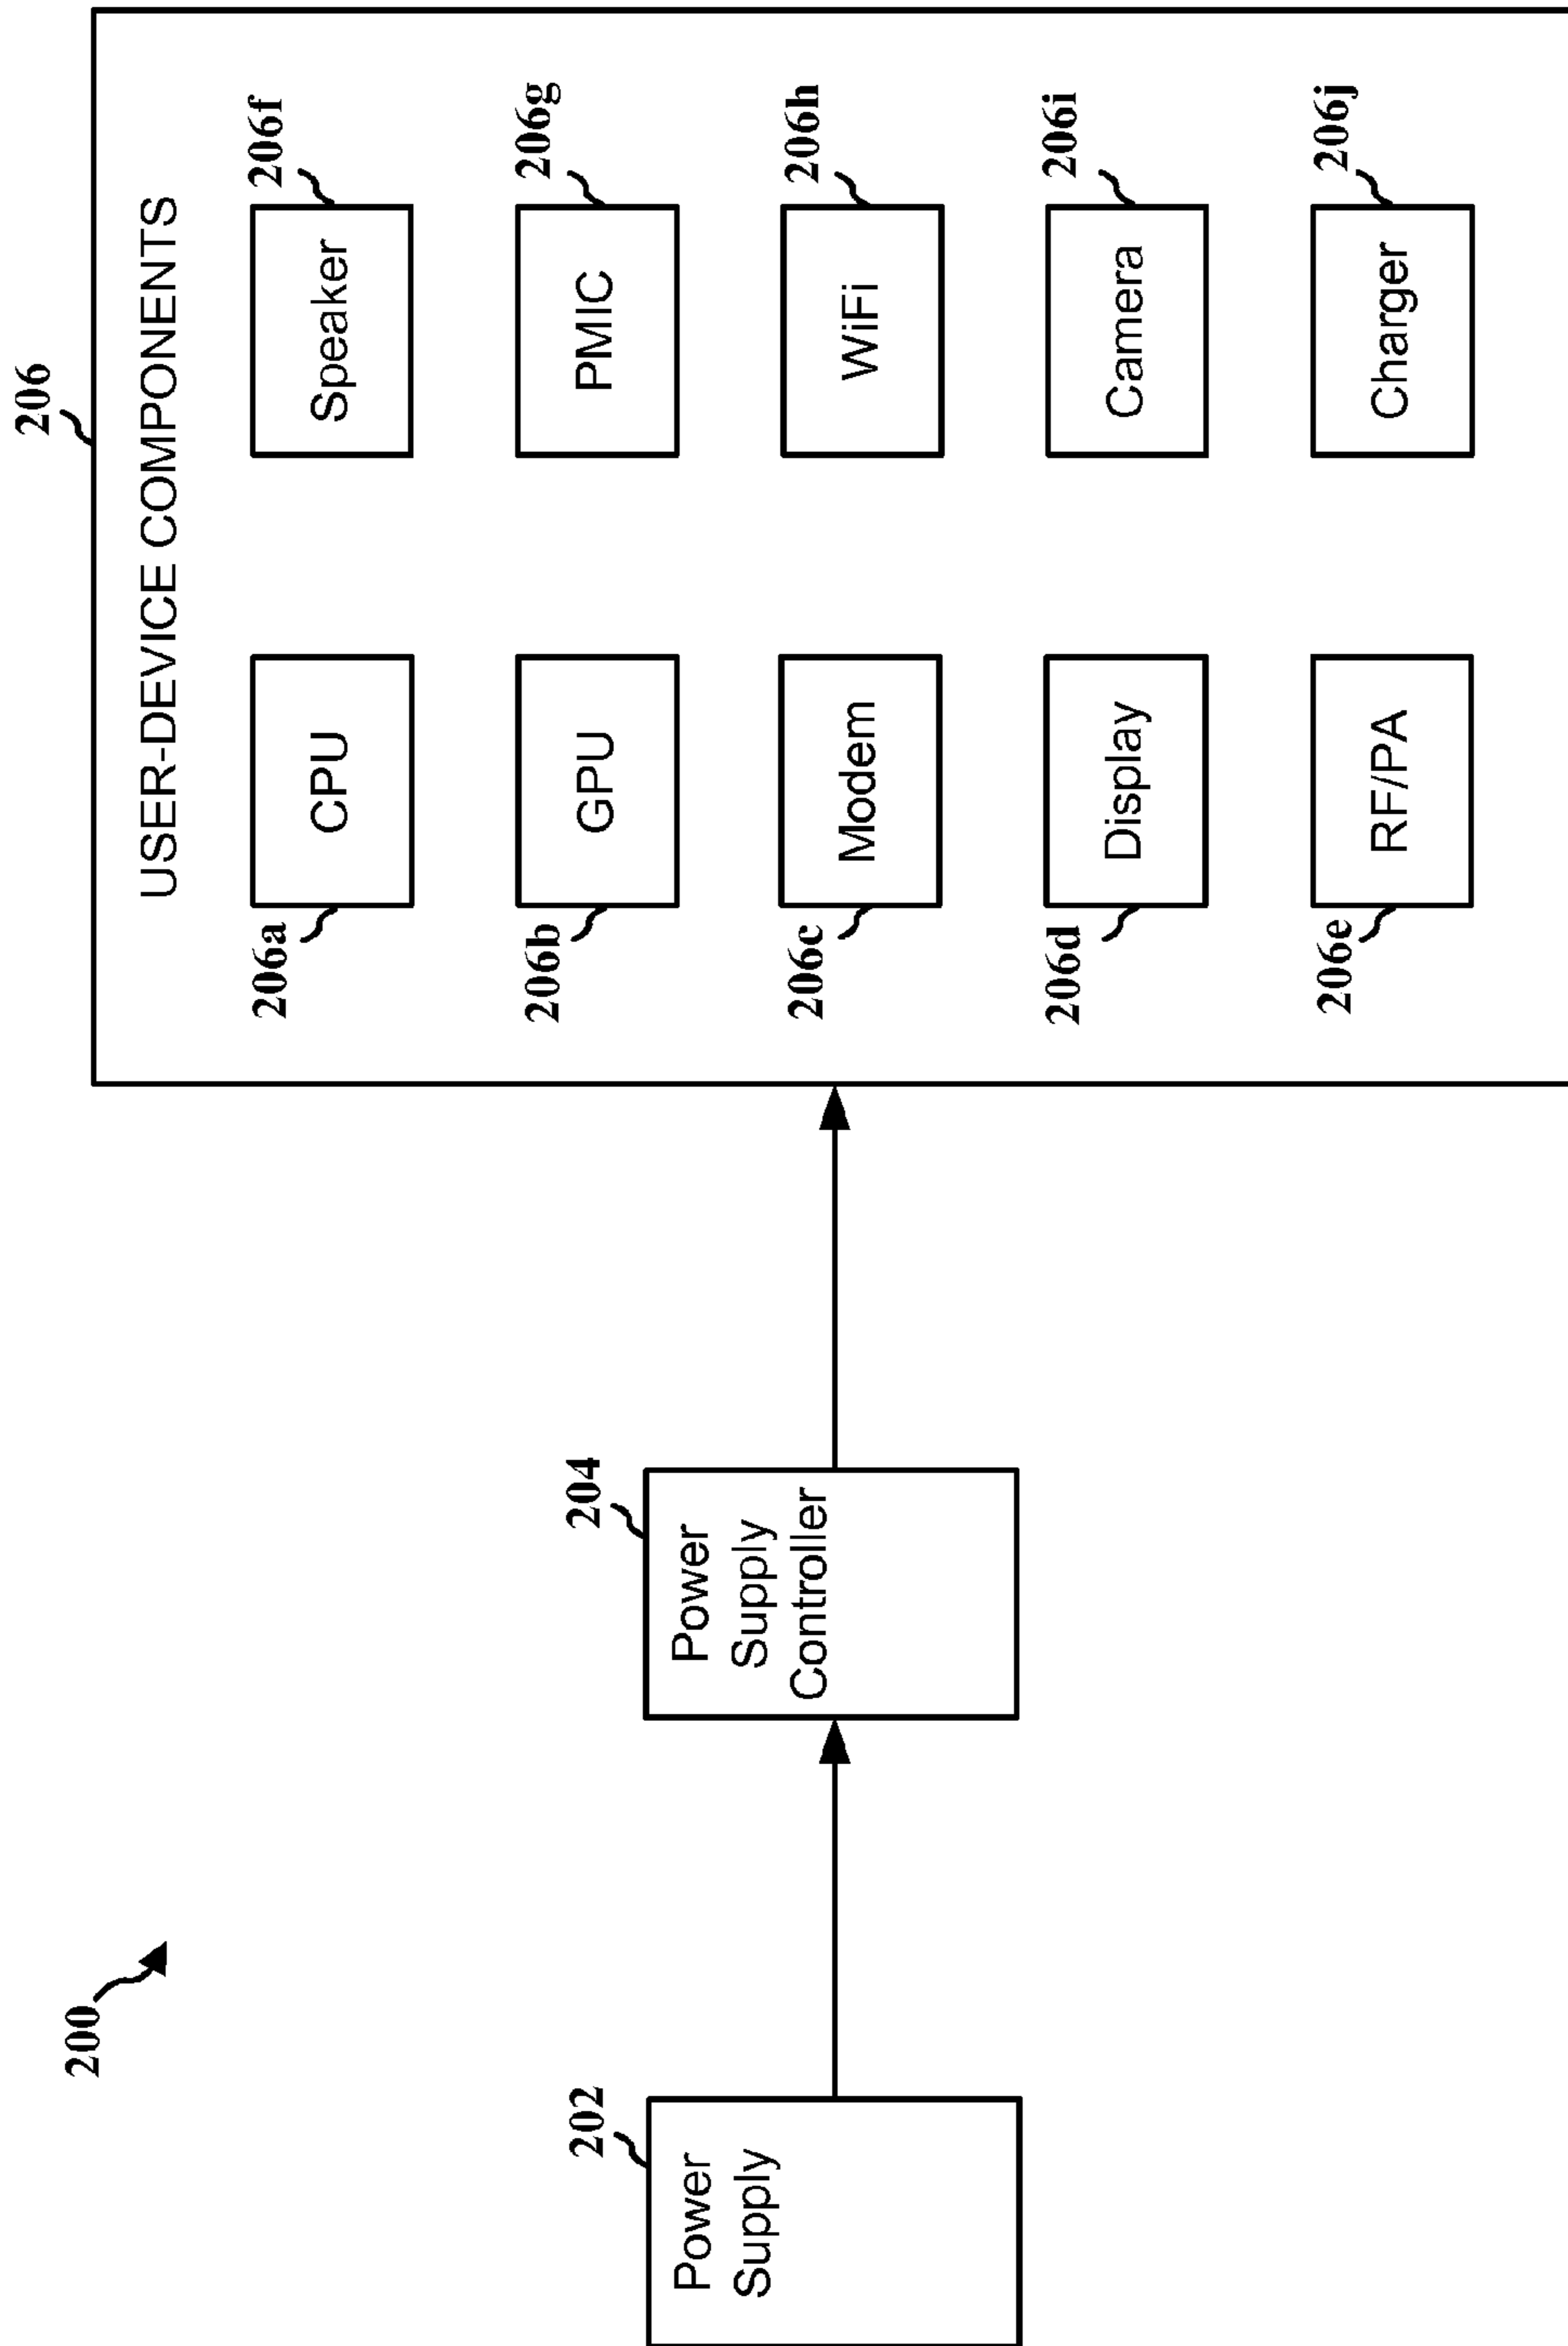 200
202
Power
Supply
204
Power
Supply
Controller
206
USER-DEVICE COMPONENTS
206a
CPU
206b
GPU
206c
Modem
206d
Display
206e
RF/PA
206f
Speaker
206g
PMIC
206h
WiFi
206i
Camera
206j
Charger